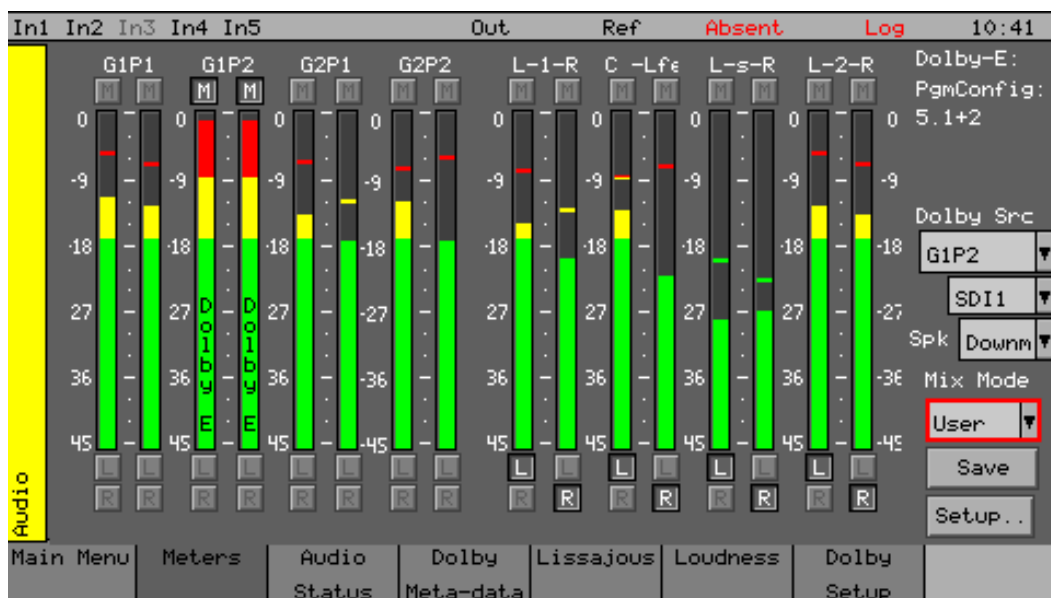 In1 In2 In3 In4 In5 Out Ref Absent Log 10:41
G1P1 G1P2 G2P1 G2P2 L-1-R C -Lfe L-s-R L-2-R Dolby-E:
M M M M M M M M M M M M M M M M PgmConfig:
0 0 0 0 0 0 0 0 0 5.1+2
-9 -9 -9 -9 -9 -9 -9 -9 -9
Dolby Src
-18 -18 -18 -18 -18 -18 -18 -18 -18 G1P2
SDI1
27 27 27 -27 27 27 27 27 -27
Spk Downm
36 36 36 -36 36 36 36 36 -36 Mix Mode
Dolby E Dolby E
User
45 45 45 -45 45 45 45 45 -45
L L L L L L L L L L L L L L L L Save
R R R R R R R R R R R R R R R R
Setup..
Audio
Main Menu Meters Audio Status Dolby Meta-data Lissajous Loudness Dolby Setup